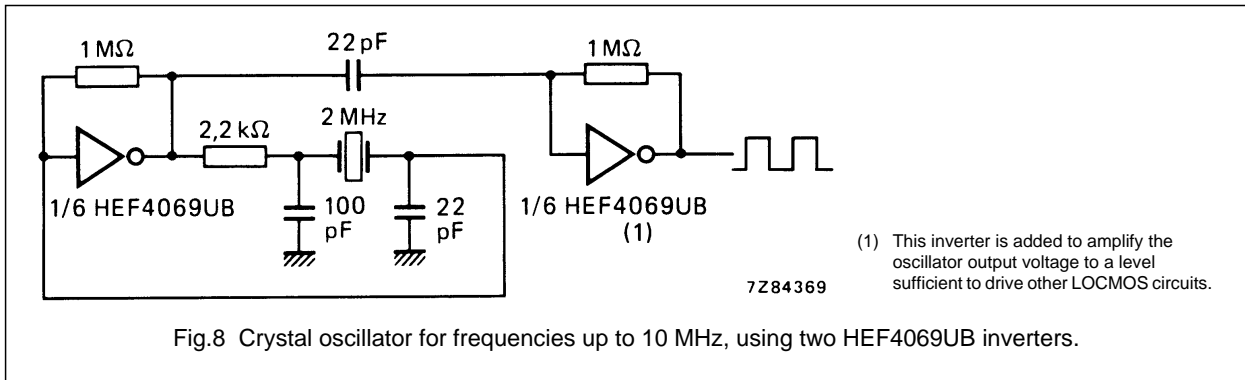 1 MΩ
22 pF
1 MΩ
2,2 kΩ
2 MHz
1/6 HEF4069UB
100
pF
22
pF
1/6 HEF4069UB
(1)
7Z84369
(1) This inverter is added to amplify the
oscillator output voltage to a level
sufficient to drive other LOCMOS circuits.
Fig.8 Crystal oscillator for frequencies up to 10 MHz, using two HEF4069UB inverters.